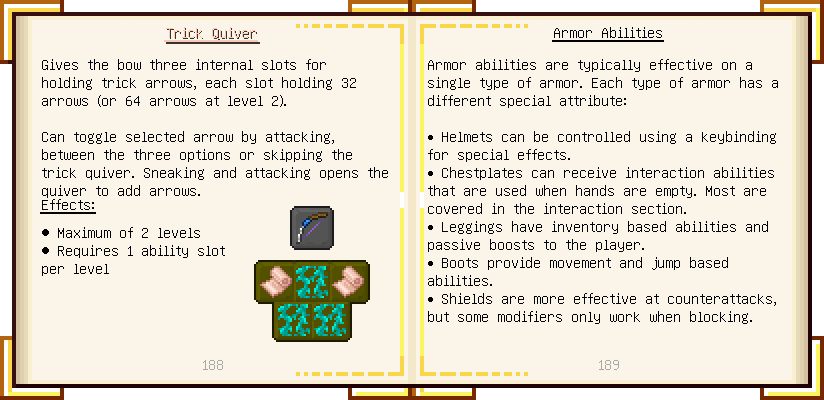 Trick Quiver
Gives the bow three internal slots for
holding trick arrows, each slot holding 32
arrows (or 64 arrows at level 2).
Can toggle selected arrow by attacking,
between the three options or skipping the
trick quiver. Sneaking and attacking opens the
quiver to add arrows.
Effects:
● Maximum of 2 levels
● Requires 1 ability slot
per level
188
Armor Abilities
Armor abilities are typically effective on a
single type of armor. Each type of armor has a
different special attribute:
• Helmets can be controlled using a keybinding
for special effects.
• Chestplates can receive interaction abilities
that are used when hands are empty. Most are
covered in the interaction section.
• Leggings have inventory based abilities and
passive boosts to the player.
• Boots provide movement and jump based
abilities.
• Shields are more effective at counterattacks,
but some modifiers only work when blocking.
189